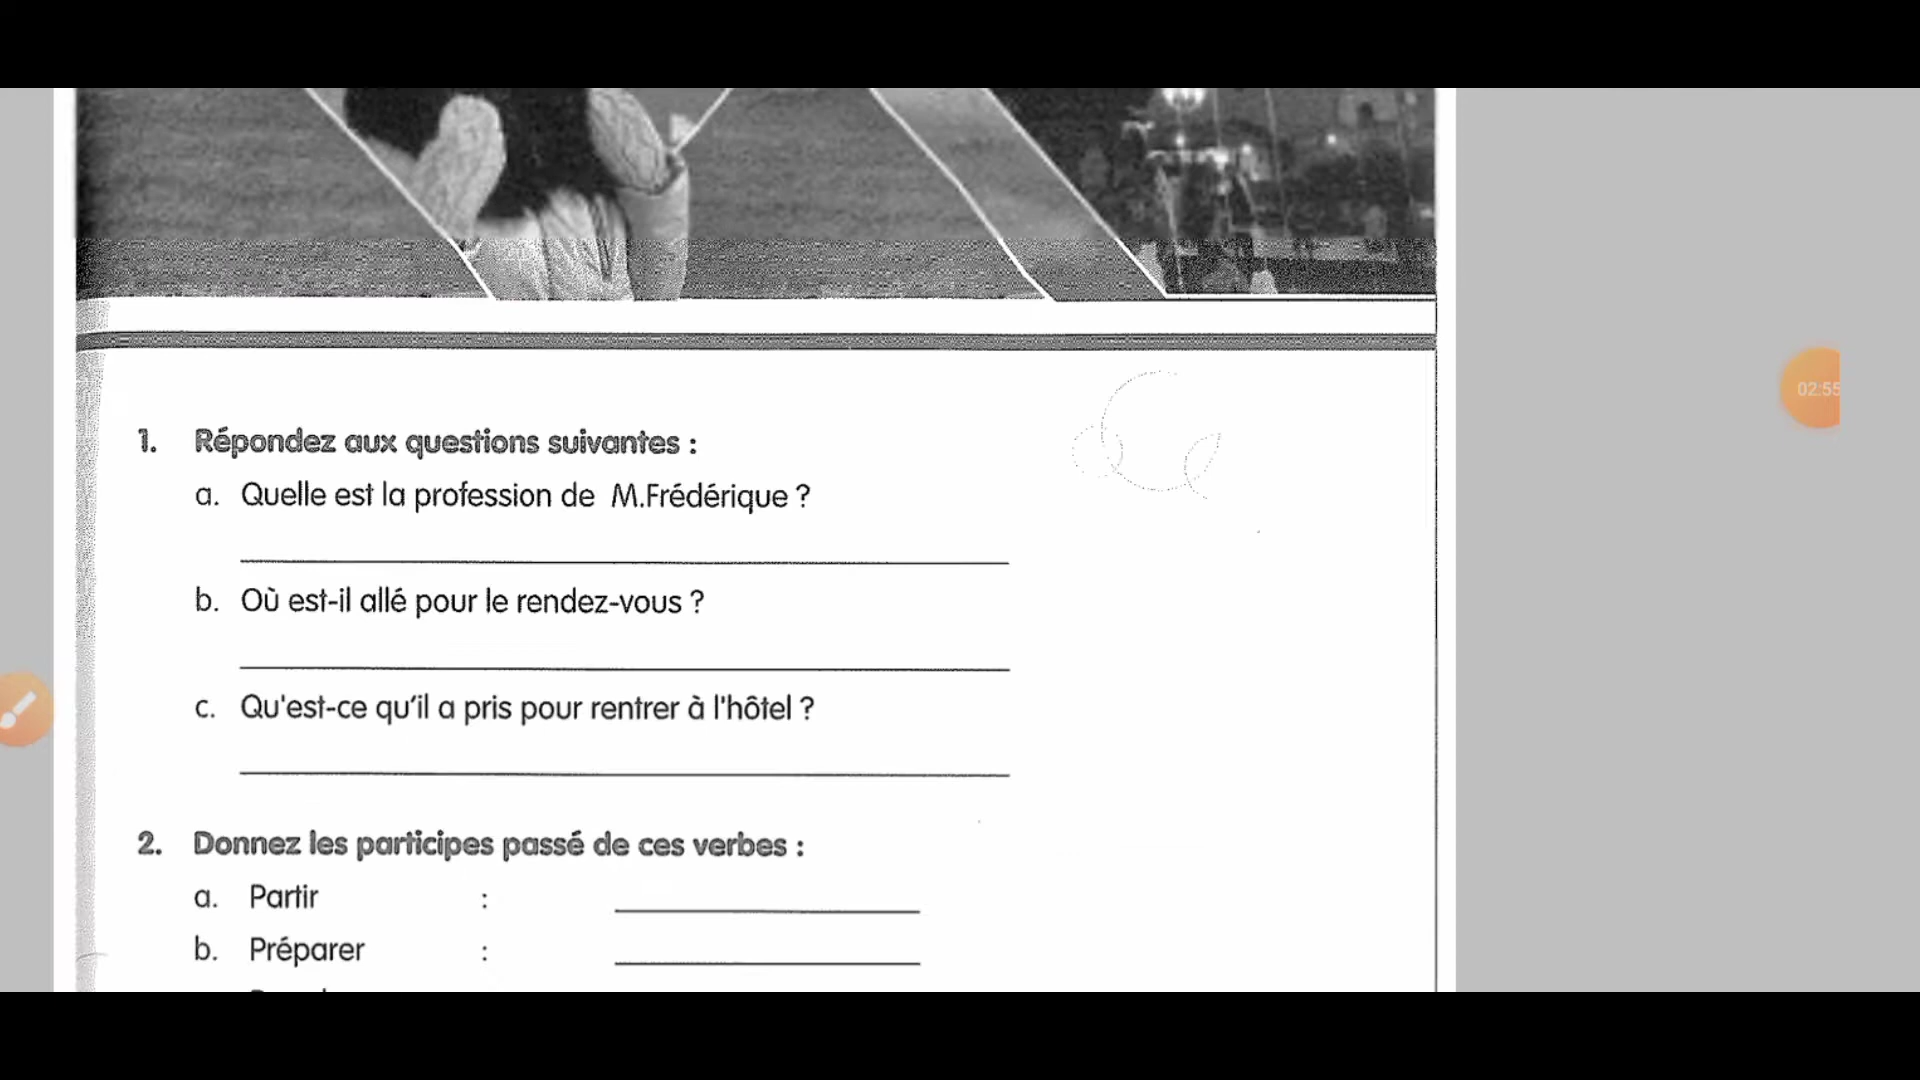 02:55
1. Répondez aux questions suivantes :
a. Quelle est la profession de M.Frédérique ?
b. Où est-il allé pour le rendez-vous ?
c. Qu'est-ce qu'il a pris pour rentrer à l'hôtel ?
2. Donnez les participes passé de ces verbes :
a. Partir :
b. Préparer :